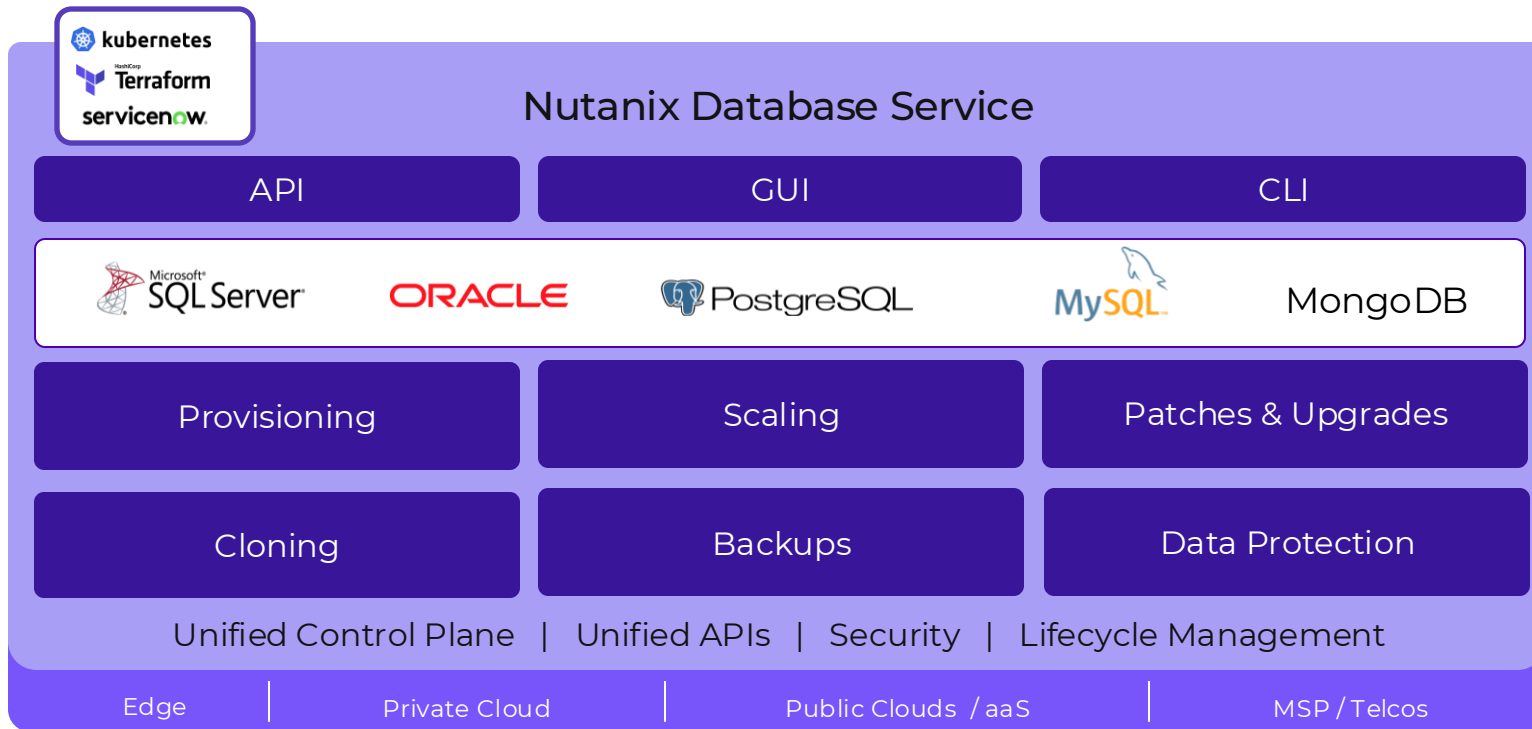 kubernetes
HashiCorp
Terraform
servicenow.
Nutanix Database Service
API
GUI
CLI
Microsoft®
SQL Server®
ORACLE
PostgreSQL
MySQL™
MongoDB
Provisioning
Scaling
Patches & Upgrades
Cloning
Backups
Data Protection
Unified Control Plane | Unified APIs | Security | Lifecycle Management
Edge
Private Cloud
Public Clouds / aaS
MSP / Telcos